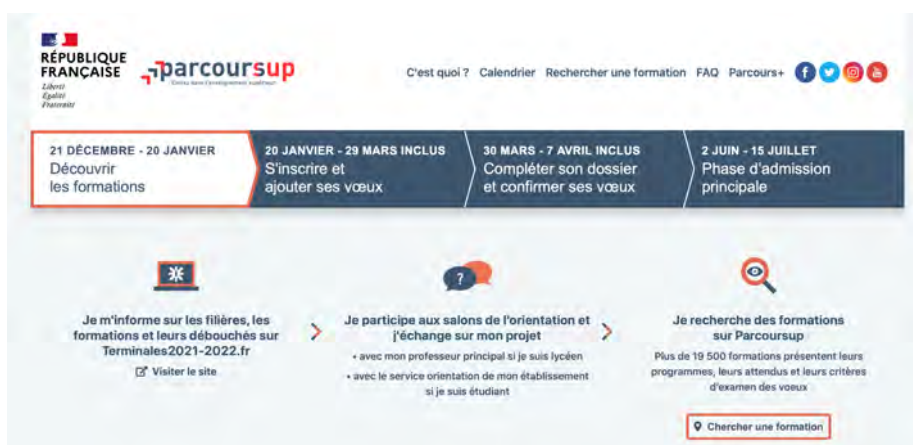 RÉPUBLIQUE
FRANÇAISE
Liberté
Égalité
Fraternité
parcoursup
Entrez dans l'enseignement supérieur
C'est quoi ? Calendrier Rechercher une formation FAQ Parcours+
21 DÉCEMBRE - 20 JANVIER
Découvrir
les formations
20 JANVIER - 29 MARS INCLUS
S'inscrire et
ajouter ses vœux
30 MARS - 7 AVRIL INCLUS
Compléter son dossier
et confirmer ses vœux
2 JUIN - 15 JUILLET
Phase d'admission
principale
Je m'informe sur les filières, les
formations et leurs débouchés sur
Terminales2021-2022.fr
Visiter le site
?
Je participe aux salons de l'orientation et
j'échange sur mon projet
• avec mon professeur principal si je suis lycéen
• avec le service orientation de mon établissement
si je suis étudiant
Je recherche des formations
sur Parcoursup
Plus de 19 500 formations présentent leurs
programmes, leurs attendus et leurs critères
d'examen des voeux
Chercher une formation